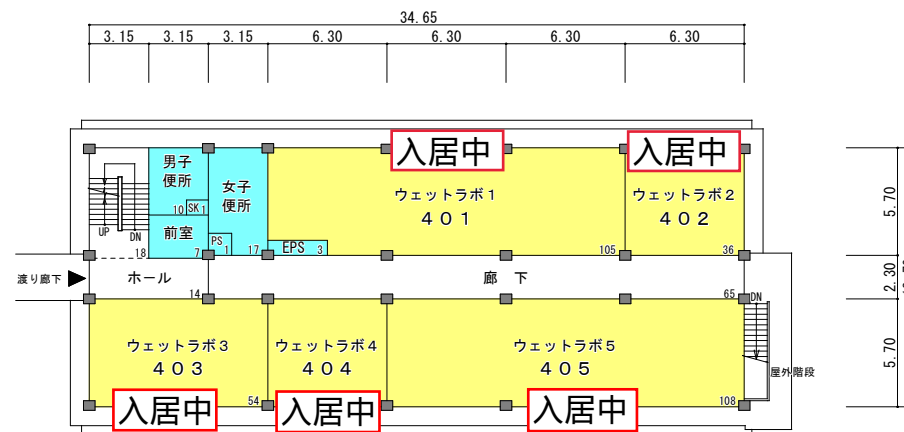 34.65
3.15 3.15 3.15 6.30 6.30 6.30 6.30
入居中 入居中
男子
便所
女子
便所
ウェットラボ1
401
ウェットラボ2
402
5.70
10 SK 1
前室
UP DN
PS
1
18 7 17 EPS 3 105 36
渡り廊下 ホール 廊 下
2.30
14 65 DN
ウェットラボ3
403
ウェットラボ4
404
ウェットラボ5
405
屋外階段
5.70
54 108
入居中 入居中 入居中